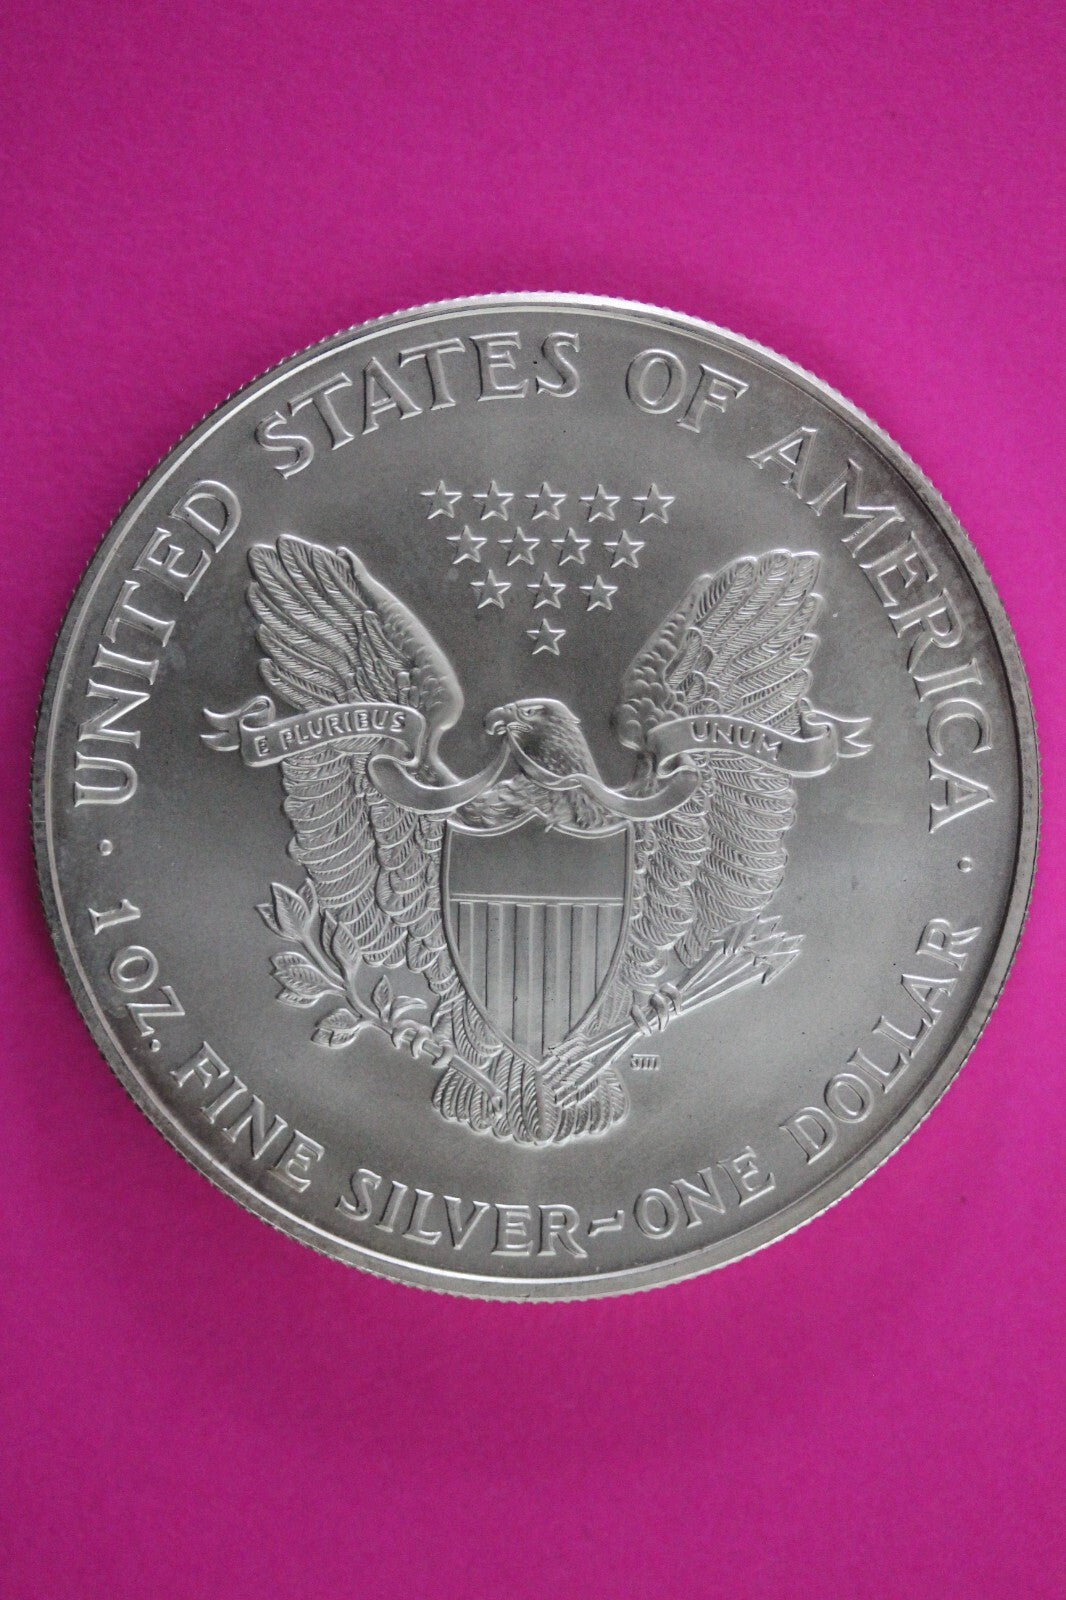 UNITED STATES OF AMERICA
E PLURIBUS UNUM
JM
· 1 OZ. FINE SILVER~ONE DOLLAR ·